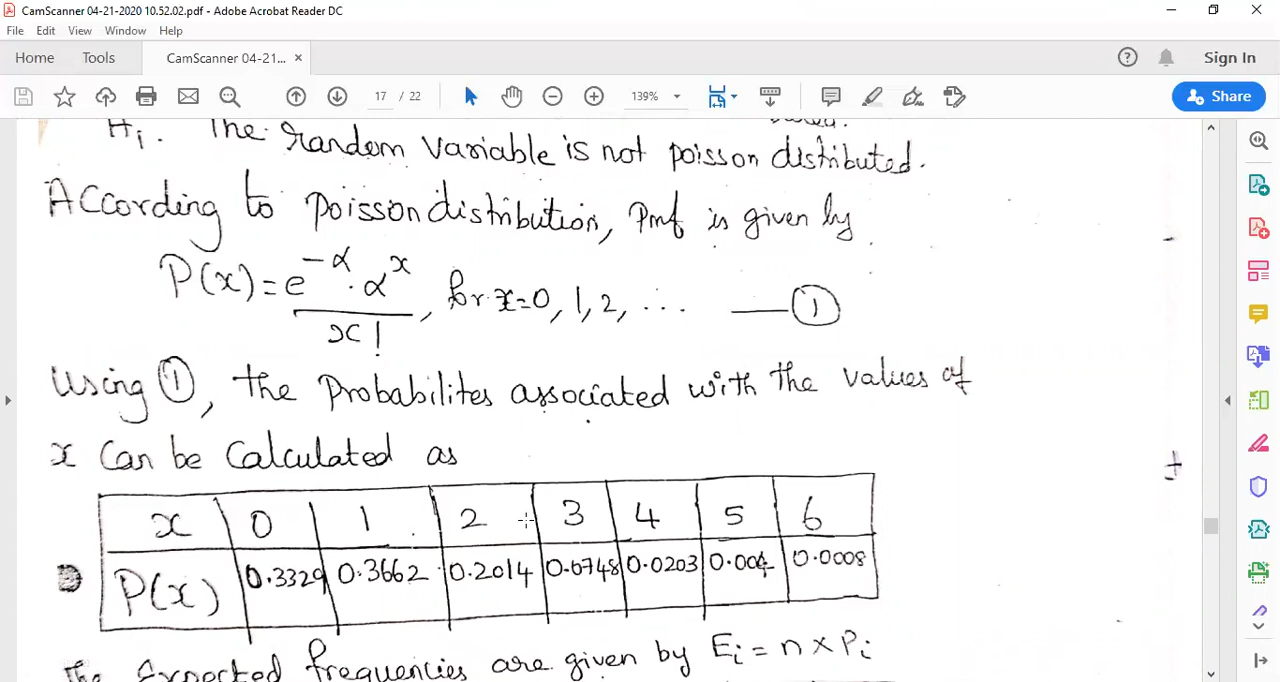 CamScanner 04-21-2020 10.52.02.pdf - Adobe Acrobat Reader DC
File Edit View Window Help
Home Tools CamScanner 04-21... × Sign In
17 / 22 139% Share
H₁. The random variable is not poisson distributed.
According to poisson distribution, Pmf is given by
P(x) = e^-α · α^x / x! , for x=0, 1, 2, ... —— ①
Using ①, the Probabilites associated with the values of
x Can be Calculated as
x 0 1 2 3 4 5 6
P(x) 0.3329 0.3662 0.2014 0.0748 0.0203 0.004 0.0008
The Expected frequencies are given by Ei = n × Pi